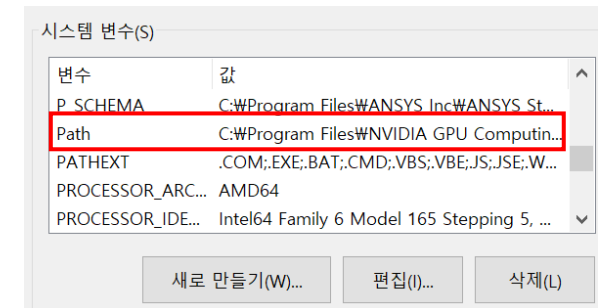 시스템 변수(S)
변수 값
P_SCHEMA C:₩Program Files₩ANSYS Inc₩ANSYS St...
Path C:₩Program Files₩NVIDIA GPU Computin...
PATHEXT .COM;.EXE;.BAT;.CMD;.VBS;.VBE;.JS;.JSE;.W...
PROCESSOR_ARC... AMD64
PROCESSOR_IDE... Intel64 Family 6 Model 165 Stepping 5, ...
새로 만들기(W)... 편집(I)... 삭제(L)